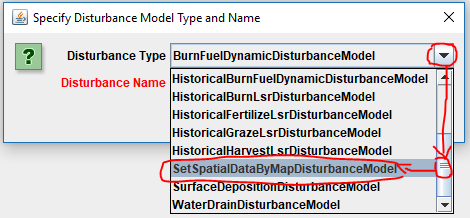 Specify Disturbance Model Type and Name
?
Disturbance Type BurnFuelDynamicDisturbanceModel
Disturbance Name
HistoricalBurnFuelDynamicDisturbanceModel
HistoricalBurnLsrDisturbanceModel
HistoricalFertilizeLsrDisturbanceModel
HistoricalGrazeLsrDisturbanceModel
HistoricalHarvestLsrDisturbanceModel
SetSpatialDataByMapDisturbanceModel
SurfaceDepositionDisturbanceModel
WaterDrainDisturbanceModel